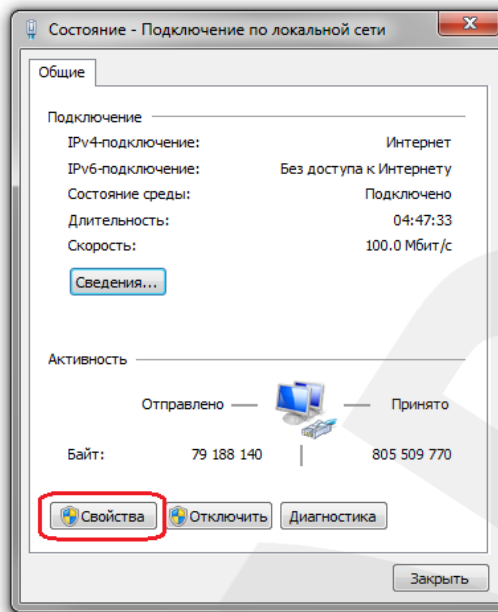 Состояние - Подключение по локальной сети
Общие
Подключение
IPv4-подключение: Интернет
IPv6-подключение: Без доступа к Интернету
Состояние среды: Подключено
Длительность: 04:47:33
Скорость: 100.0 Мбит/с
Сведения...
Активность
Отправлено — — Принято
Байт: 79 188 140 | 805 509 770
Свойства Отключить Диагностика
Закрыть